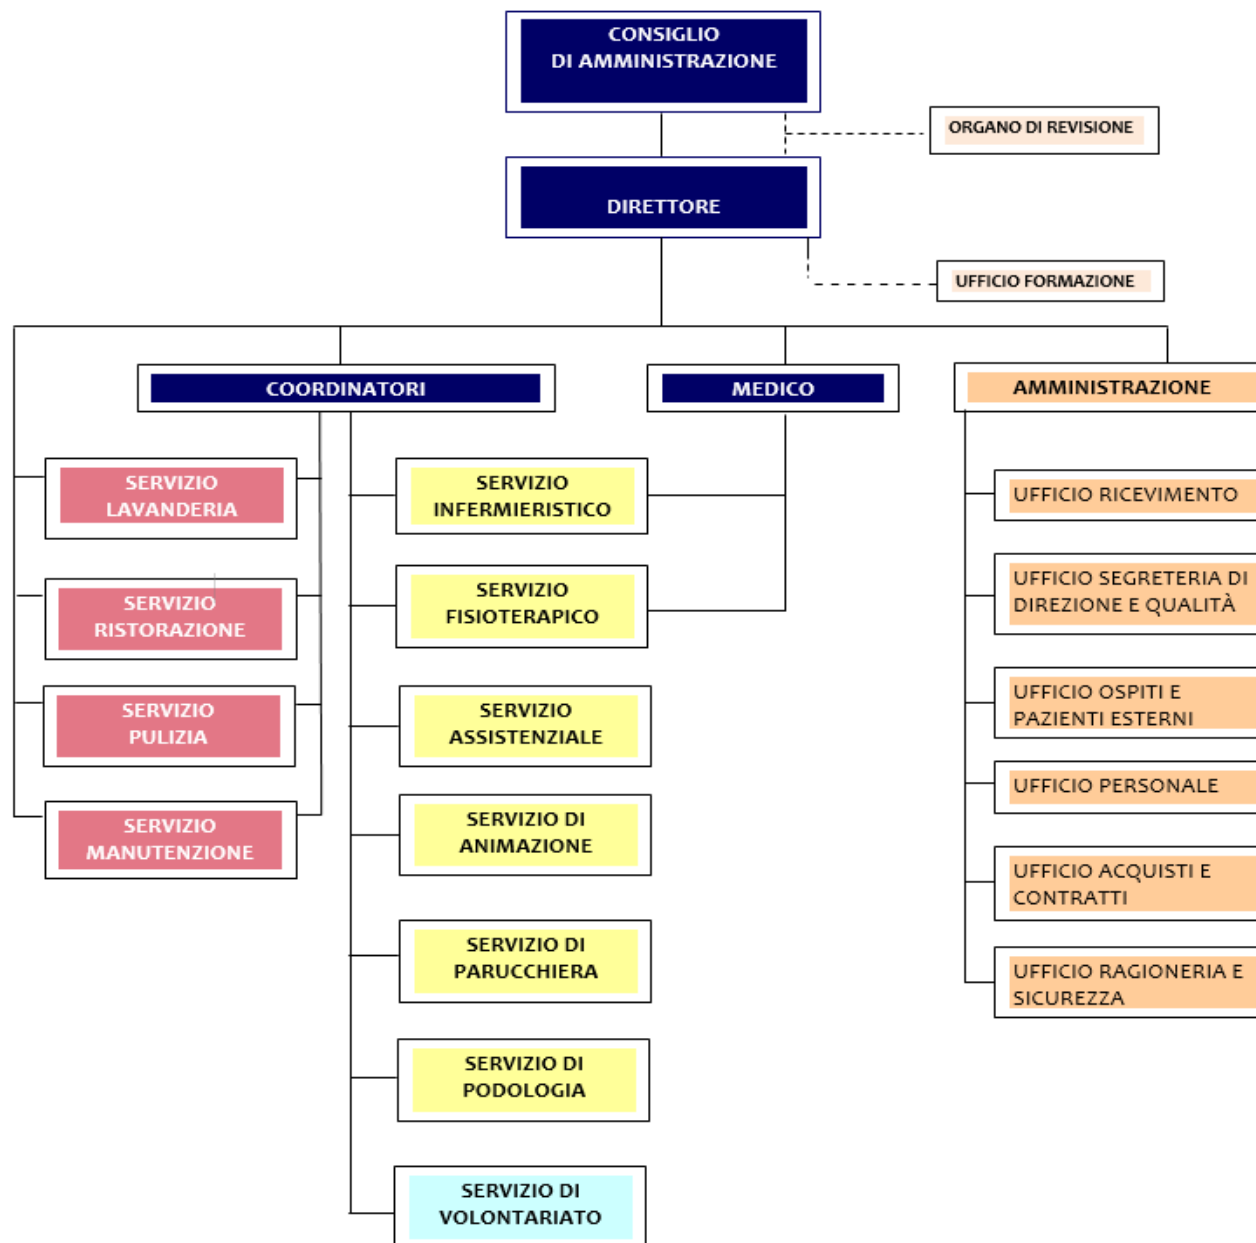 CONSIGLIO
DI AMMINISTRAZIONE
ORGANO DI REVISIONE
DIRETTORE
UFFICIO FORMAZIONE
COORDINATORI
MEDICO
AMMINISTRAZIONE
SERVIZIO
LAVANDERIA
SERVIZIO
RISTORAZIONE
SERVIZIO
PULIZIA
SERVIZIO
MANUTENZIONE
SERVIZIO
INFERMIERISTICO
SERVIZIO
FISIOTERAPICO
SERVIZIO
ASSISTENZIALE
SERVIZIO DI
ANIMAZIONE
SERVIZIO DI
PARUCCHIERA
SERVIZIO DI
PODOLOGIA
SERVIZIO DI
VOLONTARIATO
UFFICIO RICEVIMENTO
UFFICIO SEGRETERIA DI
DIREZIONE E QUALITÀ
UFFICIO OSPITI E
PAZIENTI ESTERNI
UFFICIO PERSONALE
UFFICIO ACQUISTI E
CONTRATTI
UFFICIO RAGIONERIA E
SICUREZZA